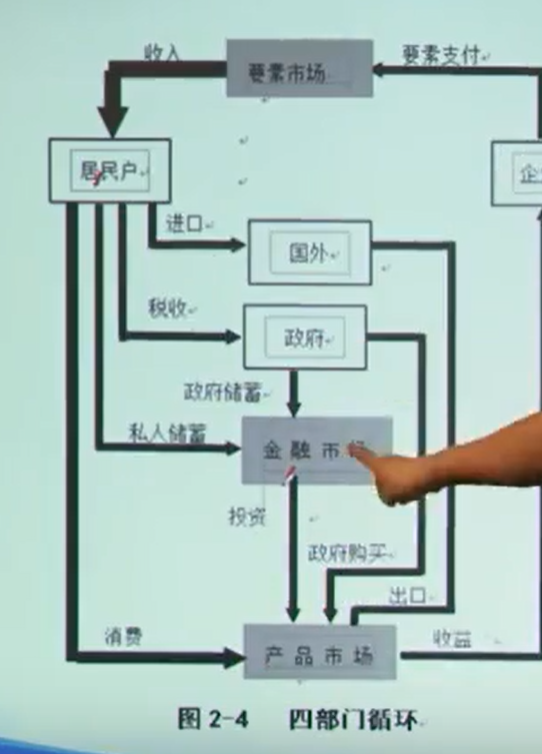 收入
要素市场
要素支付
居民户
企
进口
国外
税收
政府
政府储蓄
私人储蓄
金融市场
投资
政府购买
出口
消费
产品市场
收益
图 2-4 四部门循环